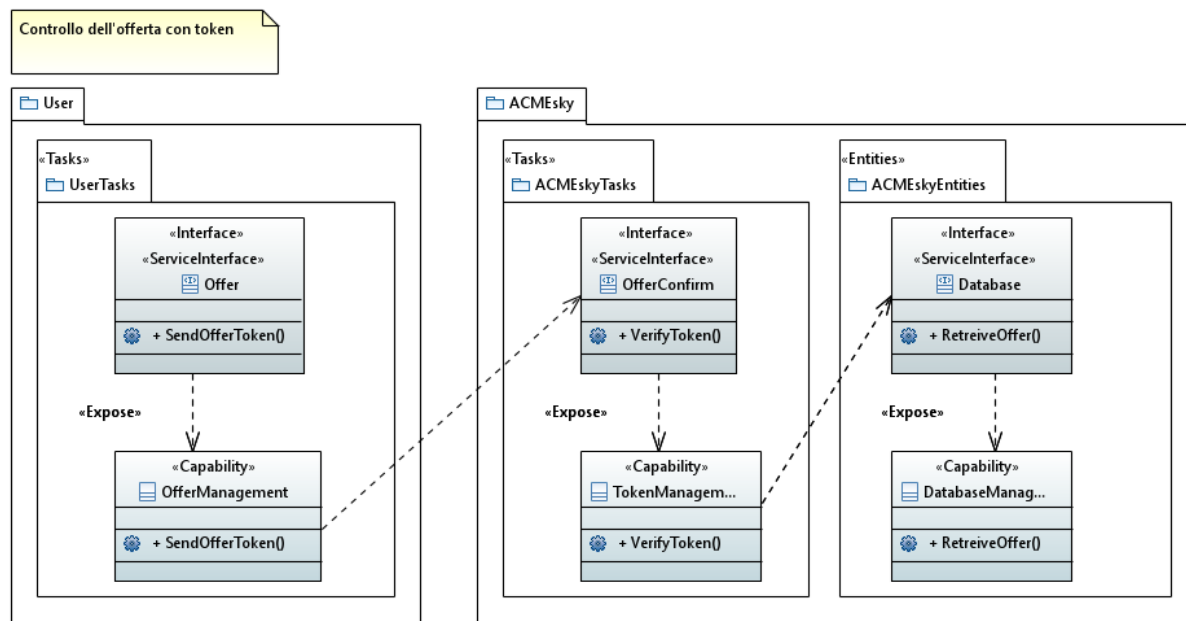 Controllo dell'offerta con token
User
«Tasks»
UserTasks
«Interface»
«ServiceInterface»
Offer
+ SendOfferToken()
«Expose»
«Capability»
OfferManagement
+ SendOfferToken()
ACMEsky
«Tasks»
ACMEskyTasks
«Interface»
«ServiceInterface»
OfferConfirm
+ VerifyToken()
«Expose»
«Capability»
TokenManagem...
+ VerifyToken()
«Entities»
ACMEskyEntities
«Interface»
«ServiceInterface»
Database
+ RetreiveOffer()
«Expose»
«Capability»
DatabaseManag...
+ RetreiveOffer()